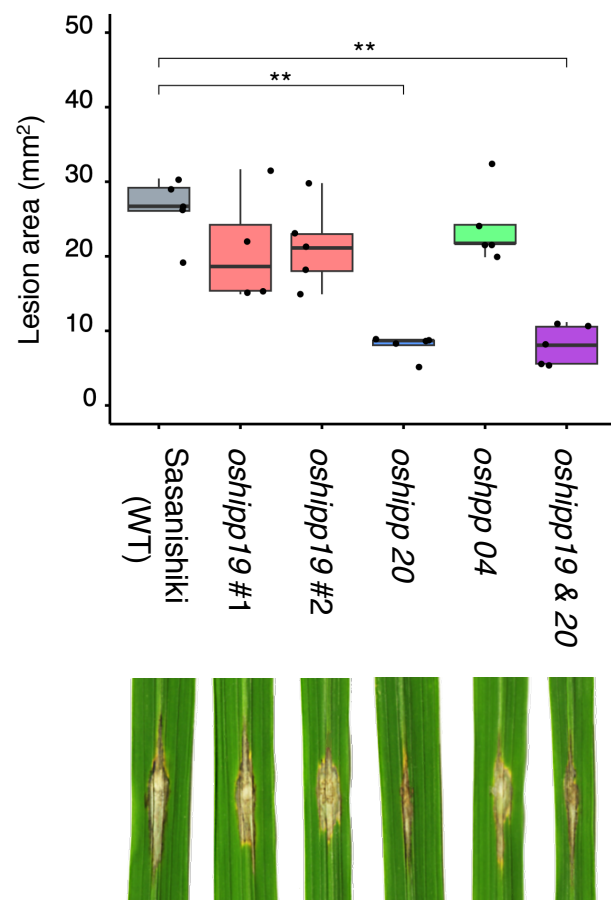 50
40
30
20
10
0
Lesion area (mm²)
**
**
Sasanishiki
(WT)
oshipp19 #1
oshipp19 #2
oshipp 20
oshpp 04
oshipp19 & 20